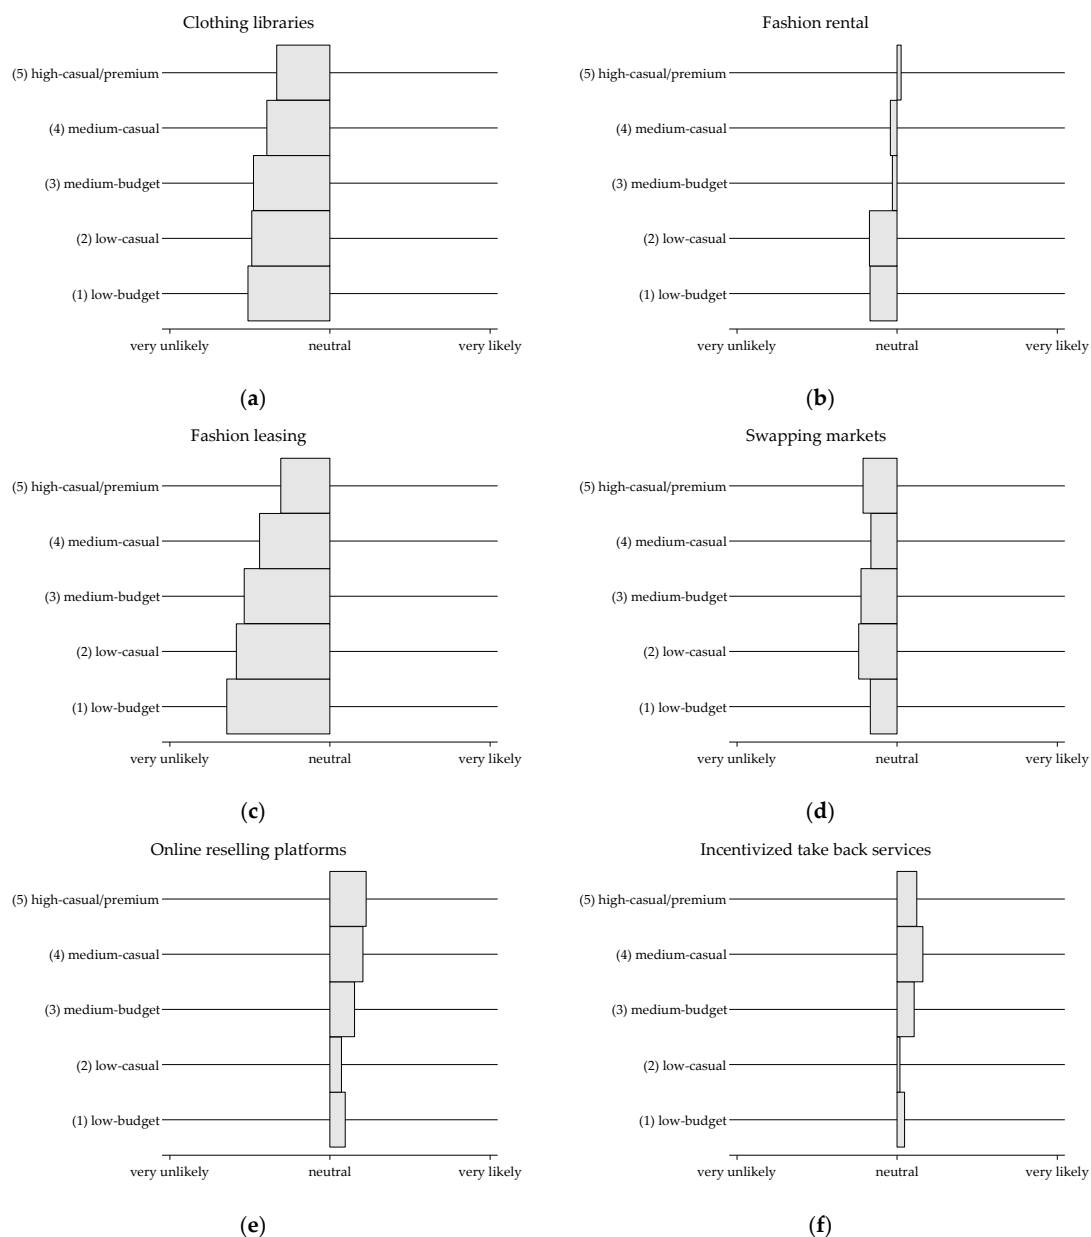 Clothing libraries
(5) high-casual/premium
(4) medium-casual
(3) medium-budget
(2) low-casual
(1) low-budget
very unlikely neutral very likely
(a)
Fashion rental
(5) high-casual/premium
(4) medium-casual
(3) medium-budget
(2) low-casual
(1) low-budget
very unlikely neutral very likely
(b)
Fashion leasing
(5) high-casual/premium
(4) medium-casual
(3) medium-budget
(2) low-casual
(1) low-budget
very unlikely neutral very likely
(c)
Swapping markets
(5) high-casual/premium
(4) medium-casual
(3) medium-budget
(2) low-casual
(1) low-budget
very unlikely neutral very likely
(d)
Online reselling platforms
(5) high-casual/premium
(4) medium-casual
(3) medium-budget
(2) low-casual
(1) low-budget
very unlikely neutral very likely
(e)
Incentivized take back services
(5) high-casual/premium
(4) medium-casual
(3) medium-budget
(2) low-casual
(1) low-budget
very unlikely neutral very likely
(f)